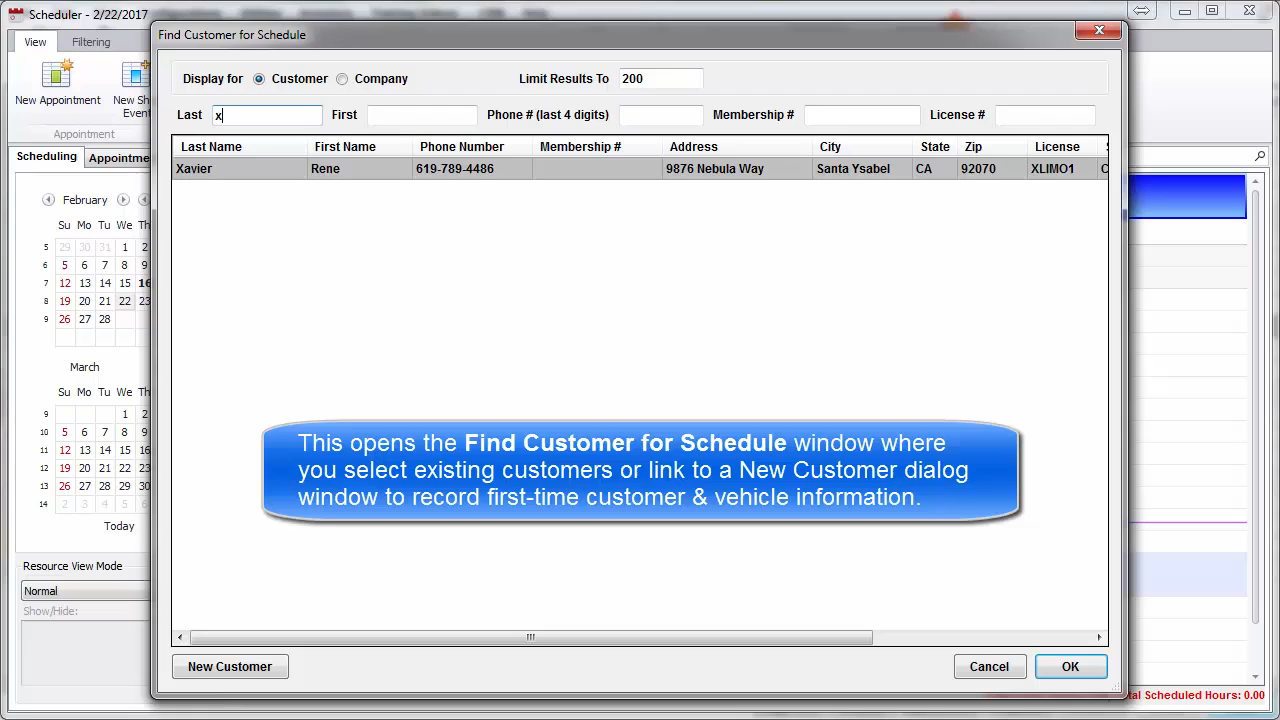 Scheduler - 2/22/2017
Find Customer for Schedule
View Filtering
Display for Customer Company Limit Results To 200
New Appointment
New Sh
Event
Last x First Phone # (last 4 digits) Membership # License #
Appointment
Last Name First Name Phone Number Membership # Address City State Zip License
Scheduling Appointme
Xavier Rene 619-789-4486 9876 Nebula Way Santa Ysabel CA 92070 XLIMO1
February
Su Mo Tu We Th
5 29 30 31 1 2
6 5 6 7 8 9
7 12 13 14 15 16
8 19 20 21 22 23
9 26 27 28
March
Su Mo Tu We Th
9 1 2
10 5 6 7 8 9
11 12 13 14 15 16
12 19 20 21 22 23
13 26 27 28 29 30
14 2 3 4 5 6
Today
This opens the Find Customer for Schedule window where
you select existing customers or link to a New Customer dialog
window to record first-time customer & vehicle information.
Resource View Mode
Normal
Show/Hide:
New Customer Cancel OK
tal Scheduled Hours: 0.00